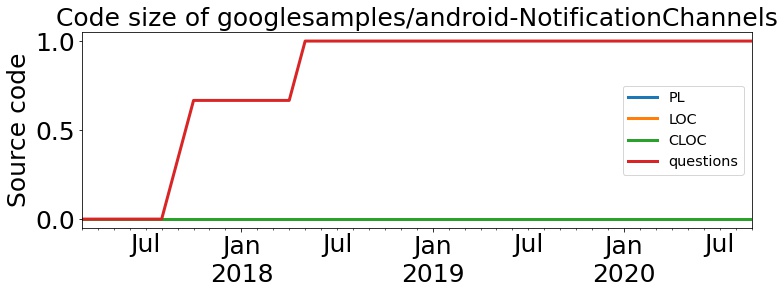 Code size of googlesamples/android-NotificationChannels
Source code
1.0
0.5
0.0
PL
LOC
CLOC
questions
Jul Jan Jul Jan Jul Jan Jul
2018 2019 2020